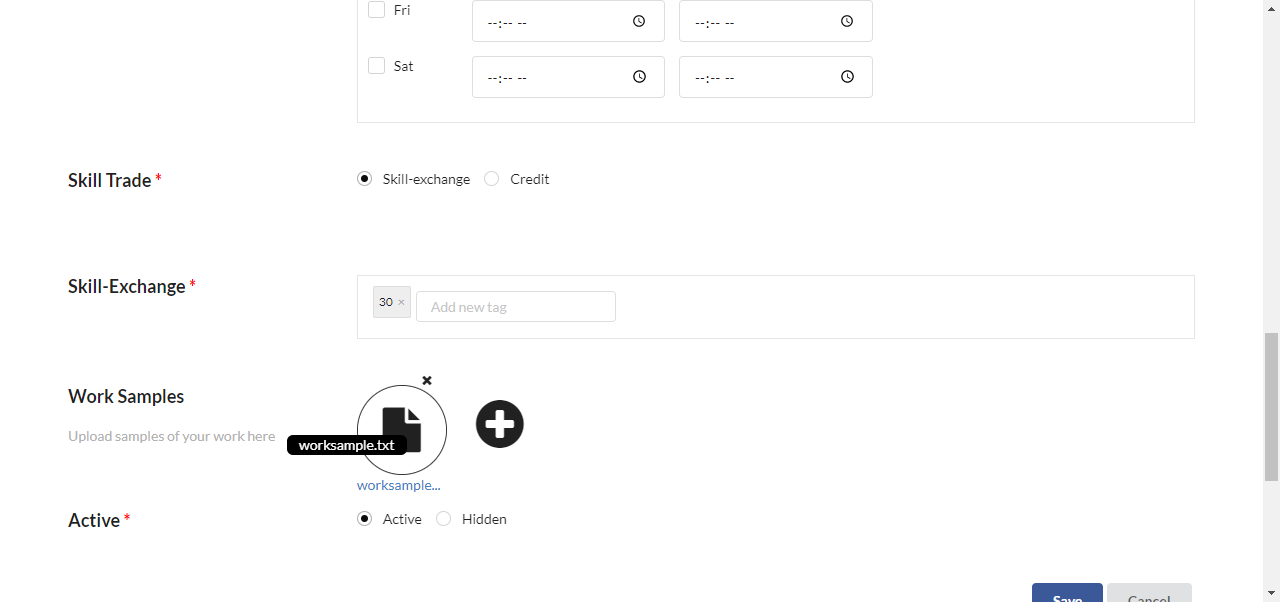 Fri --:-- -- --:-- --
Sat --:-- -- --:-- --
Skill Trade * Skill-exchange Credit
Skill-Exchange * 30 × Add new tag
Work Samples
Upload samples of your work here
worksample.txt
worksample...
Active * Active Hidden
Save Cancel